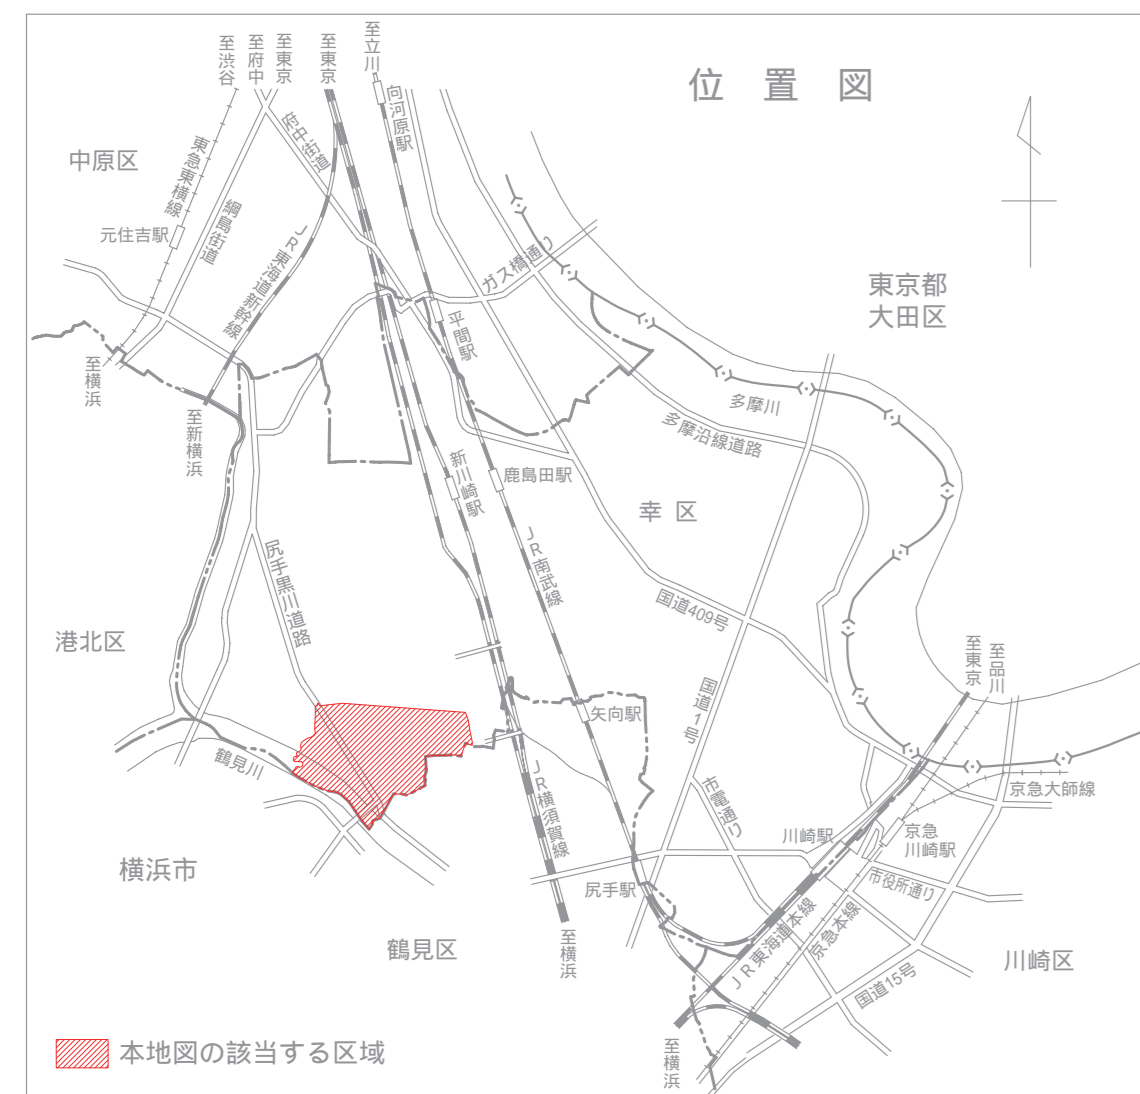 位置図
至渋谷
至府中
至東京
至東京
至立川
向河原駅
府中街道
中原区
東急東横線
元住吉駅
綱島街道
JR東海道新幹線
ガス橋通り
東京都
大田区
平間駅
至横浜
至新横浜
多摩川
多摩沿線道路
新川崎駅
鹿島田駅
幸区
JR南武線
尻手黒川道路
国道409号
港北区
至東京
至品川
国道1号
矢向駅
鶴見川
JR横須賀線
市電通り
京急大師線
川崎駅
京急
川崎駅
横浜市
尻手駅
市役所通り
鶴見区
至横浜
JR東海道本線
京急本線
川崎区
国道15号
至横浜
本地図の該当する区域